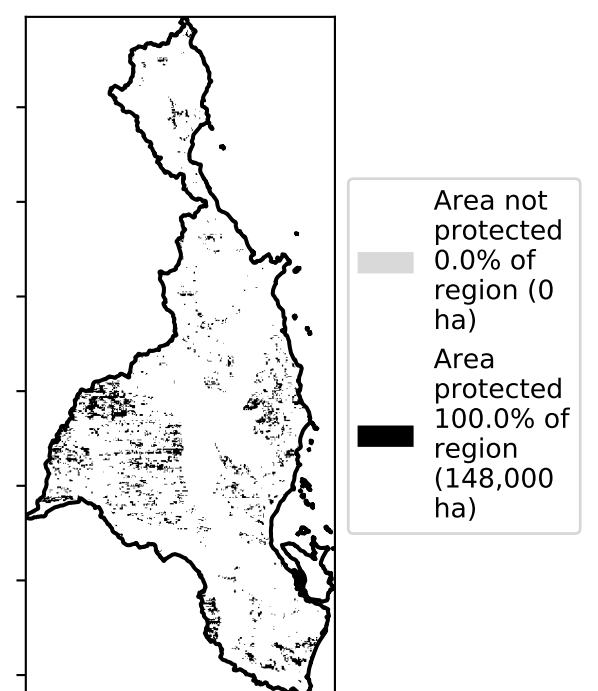 Area not
protected
0.0% of
region (0
ha)
Area
protected
100.0% of
region
(148,000
ha)